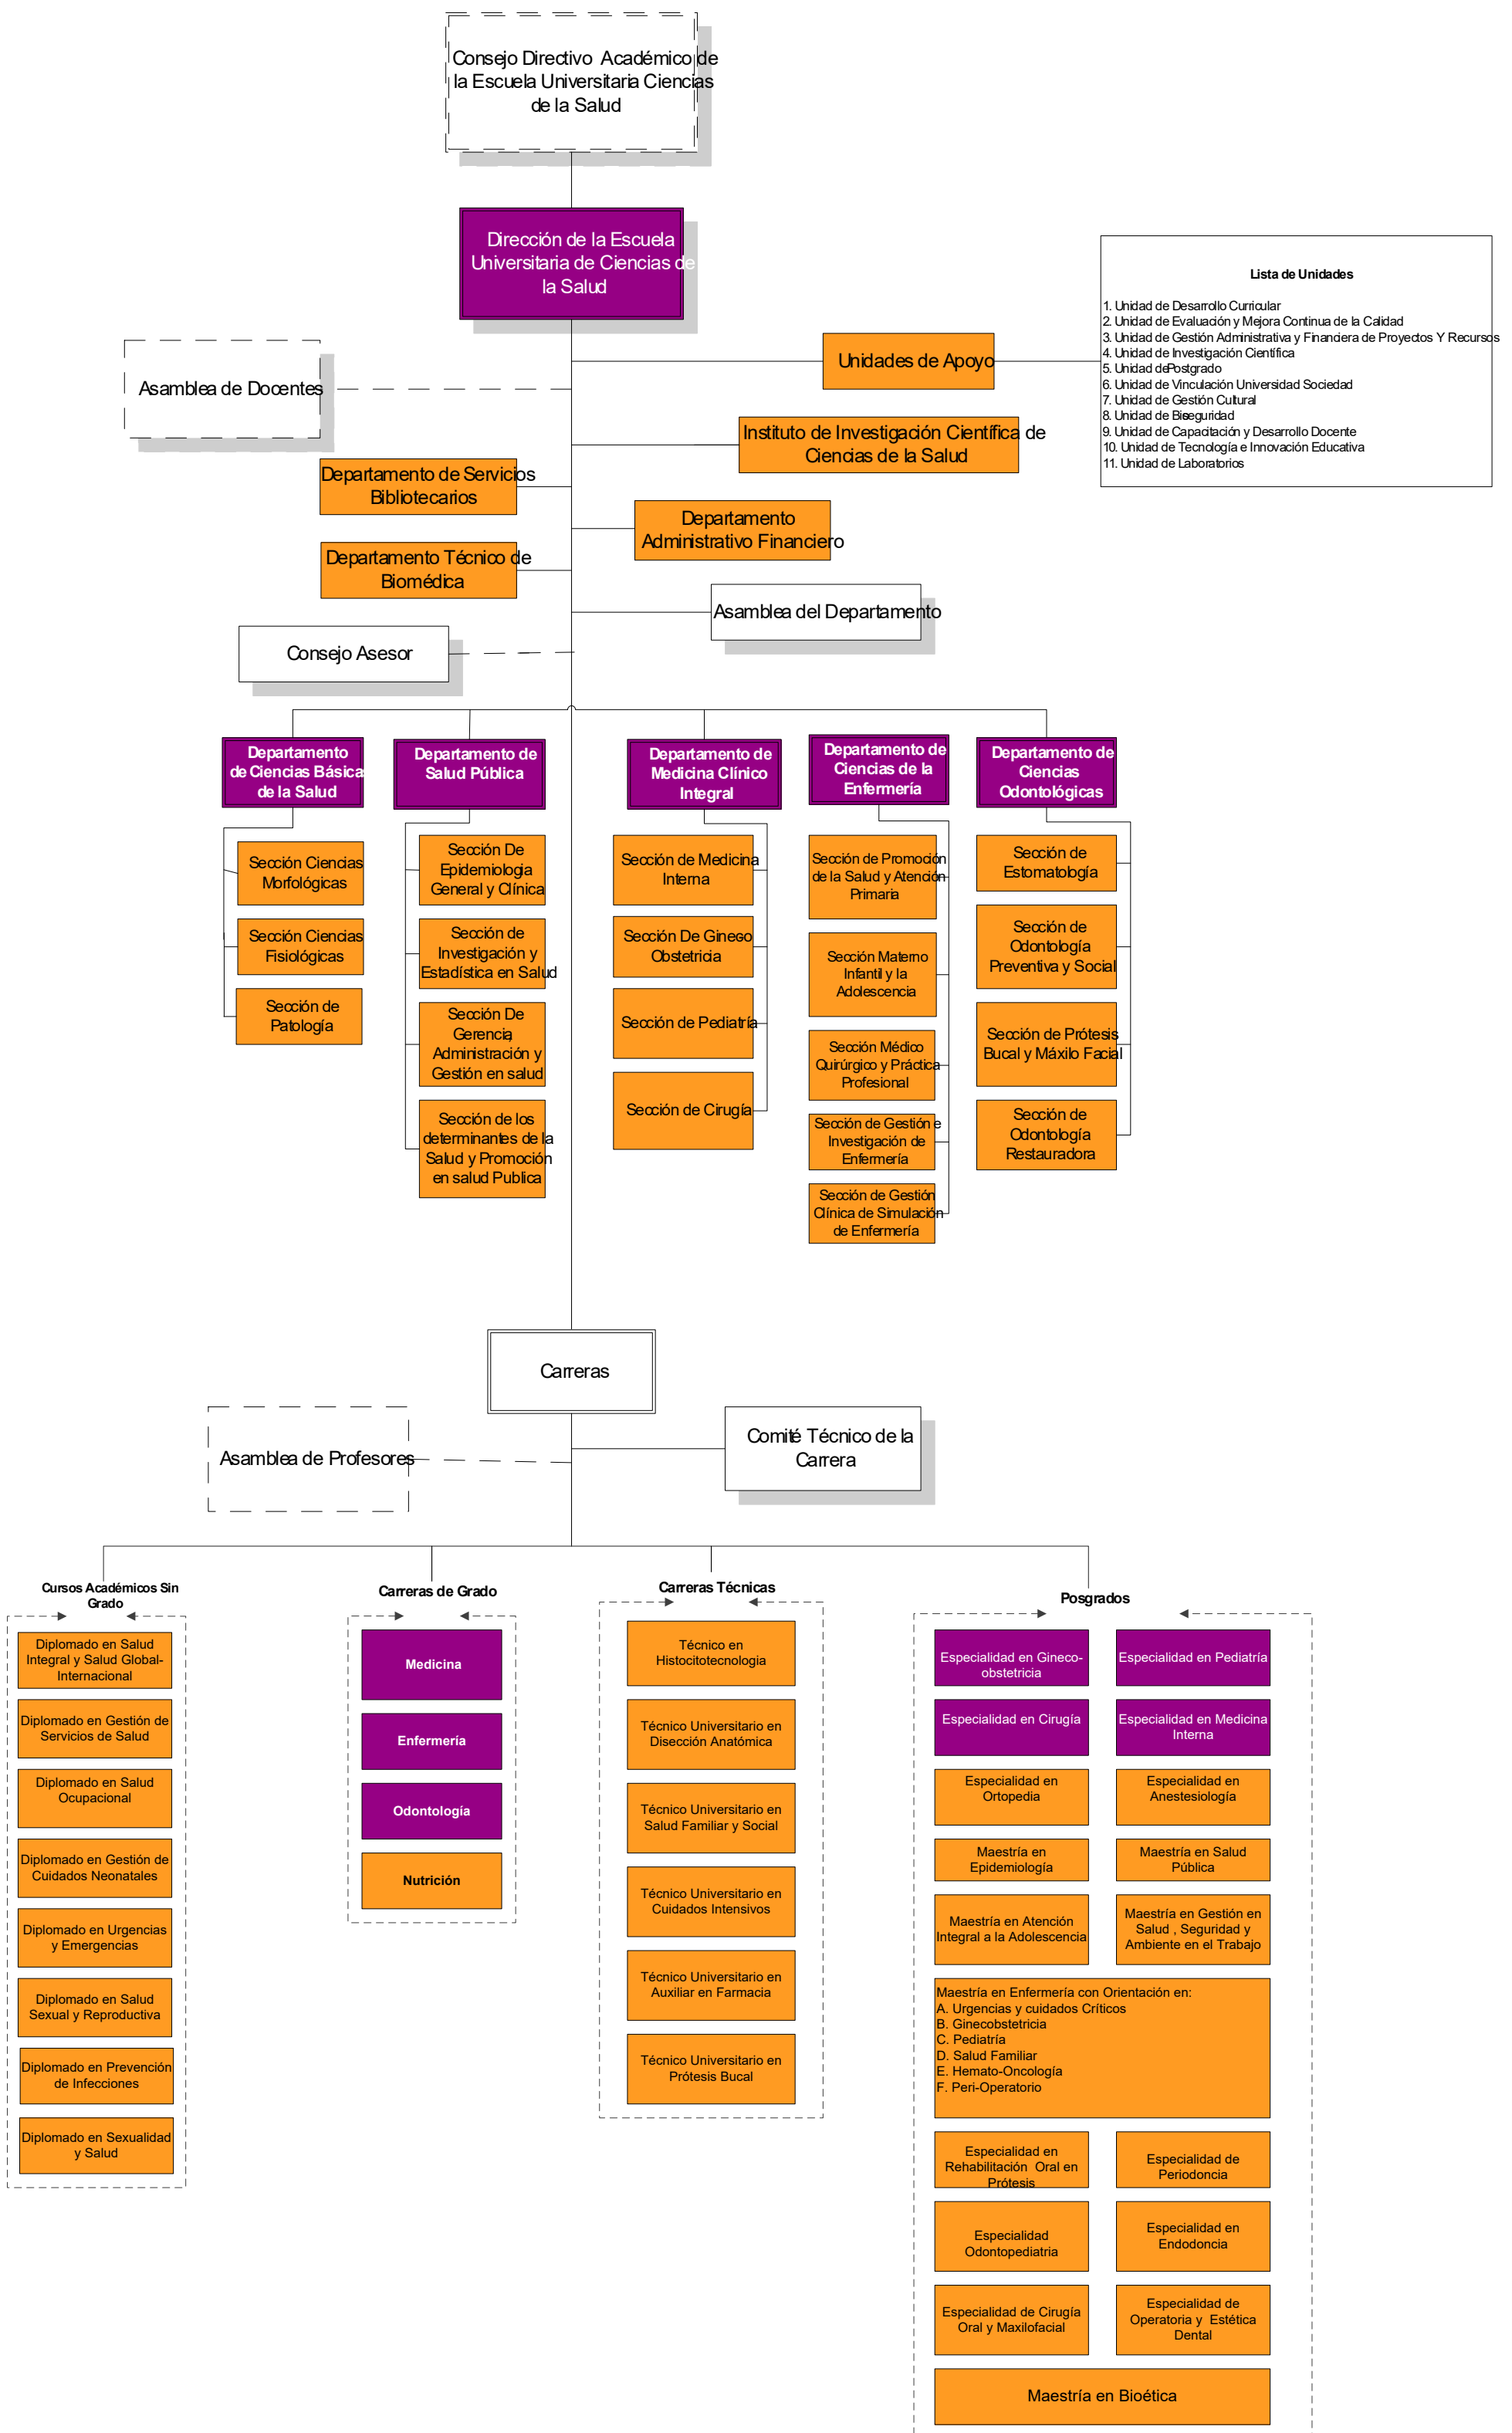 Consejo Directivo Académico de
la Escuela Universitaria Ciencias
de la Salud
Dirección de la Escuela
Universitaria de Ciencias de
la Salud
Lista de Unidades
1. Unidad de Desarrollo Curricular
2. Unidad de Evaluación y Mejora Continua de la Calidad
3. Unidad de Gestión Administrativa y Financiera de Proyectos Y Recursos
4. Unidad de Investigación Científica
5. Unidad de Postgrado
6. Unidad de Vinculación Universidad Sociedad
7. Unidad de Gestión Cultural
8. Unidad de Bioseguridad
9. Unidad de Capacitación y Desarrollo Docente
10. Unidad de Tecnología e Innovación Educativa
11. Unidad de Laboratorios
Unidades de Apoyo
Asamblea de Docentes
Instituto de Investigación Científica de
Ciencias de la Salud
Departamento de Servicios
Bibliotecarios
Departamento
Administrativo Financiero
Departamento Técnico de
Biomédica
Asamblea del Departamento
Consejo Asesor
Departamento
de Ciencias Básica
de la Salud
Departamento de
Salud Pública
Departamento de
Medicina Clínico
Integral
Departamento de
Ciencias de la
Enfermería
Departamento de
Ciencias
Odontológicas
Sección Ciencias
Morfológicas
Sección Ciencias
Fisiológicas
Sección de
Patología
Sección De
Epidemiologia
General y Clínica
Sección de
Investigación y
Estadística en Salud
Sección De
Gerencia,
Administración y
Gestión en salud
Sección de los
determinantes de la
Salud y Promoción
en salud Publica
Sección de Medicina
Interna
Sección De Gineco-
Obstetricia
Sección de Pediatría
Sección de Cirugía
Sección de Promoción
de la Salud y Atención
Primaria
Sección Materno
Infantil y la
Adolescencia
Sección Médico
Quirúrgico y Práctica
Profesional
Sección de Gestión e
Investigación de
Enfermería
Sección de Gestión
Clínica de Simulación
de Enfermería
Sección de
Estomatología
Sección de
Odontología
Preventiva y Social
Sección de Prótesis
Bucal y Máxilo Facial
Sección de
Odontología
Restauradora
Carreras
Asamblea de Profesores
Comité Técnico de la
Carrera
Cursos Académicos Sin
Grado
Diplomado en Salud
Integral y Salud Global-
Internacional
Diplomado en Gestión de
Servicios de Salud
Diplomado en Salud
Ocupacional
Diplomado en Gestión de
Cuidados Neonatales
Diplomado en Urgencias
y Emergencias
Diplomado en Salud
Sexual y Reproductiva
Diplomado en Prevención
de Infecciones
Diplomado en Sexualidad
y Salud
Carreras de Grado
Medicina
Enfermería
Odontología
Nutrición
Carreras Técnicas
Técnico en
Histocitotecnologia
Técnico Universitario en
Disección Anatómica
Técnico Universitario en
Salud Familiar y Social
Técnico Universitario en
Cuidados Intensivos
Técnico Universitario en
Auxiliar en Farmacia
Técnico Universitario en
Prótesis Bucal
Posgrados
Especialidad en Gineco-
obstetricia
Especialidad en Pediatría
Especialidad en Cirugía
Especialidad en Medicina
Interna
Especialidad en
Ortopedia
Especialidad en
Anestesiología
Maestría en
Epidemiología
Maestría en Salud
Pública
Maestría en Atención
Integral a la Adolescencia
Maestría en Gestión en
Salud , Seguridad y
Ambiente en el Trabajo
Maestría en Enfermería con Orientación en:
A. Urgencias y cuidados Críticos
B. Ginecobstetricia
C. Pediatría
D. Salud Familiar
E. Hemato-Oncología
F. Peri-Operatorio
Especialidad en
Rehabilitación Oral en
Prótesis
Especialidad de
Periodoncia
Especialidad
Odontopediatria
Especialidad en
Endodoncia
Especialidad de Cirugía
Oral y Maxilofacial
Especialidad de
Operatoria y Estética
Dental
Maestría en Bioética